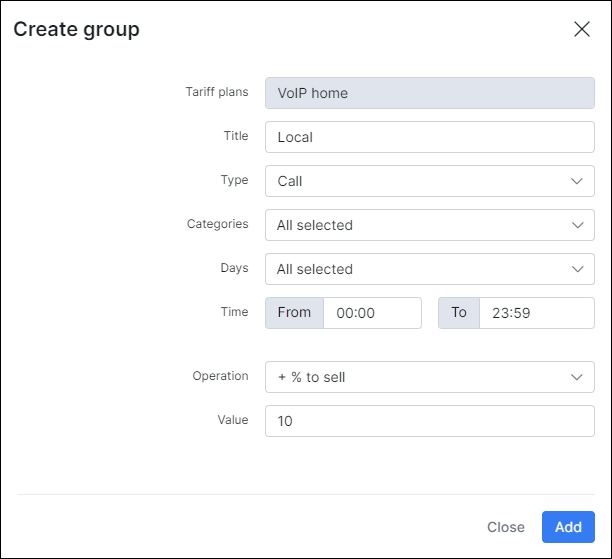 Create group
Tariff plans VoIP home
Title Local
Type Call
Categories All selected
Days All selected
Time From 00:00 To 23:59
Operation + % to sell
Value 10
Close Add